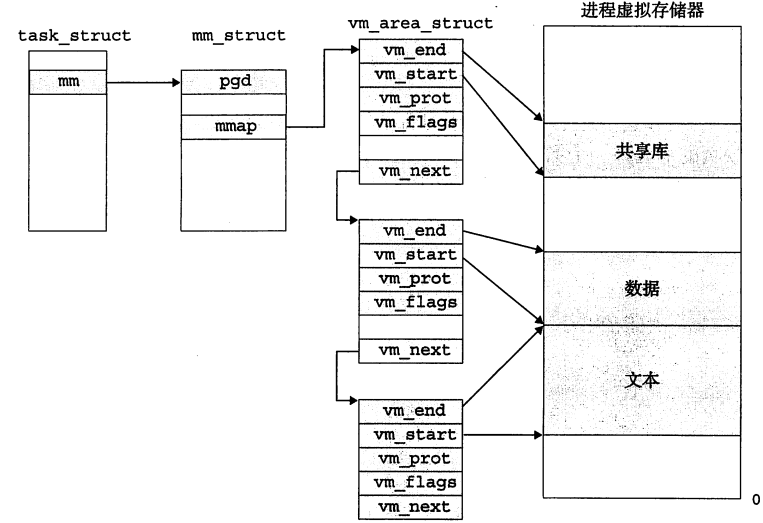 进程虚拟存储器
vm_area_struct
task_struct
mm_struct
mm
pgd
mmap
vm_end
vm_start
vm_prot
vm_flags
vm_next
vm_end
vm_start
vm_prot
vm_flags
vm_next
vm_end
vm_start
vm_prot
vm_flags
vm_next
共享库
数据
文本
0